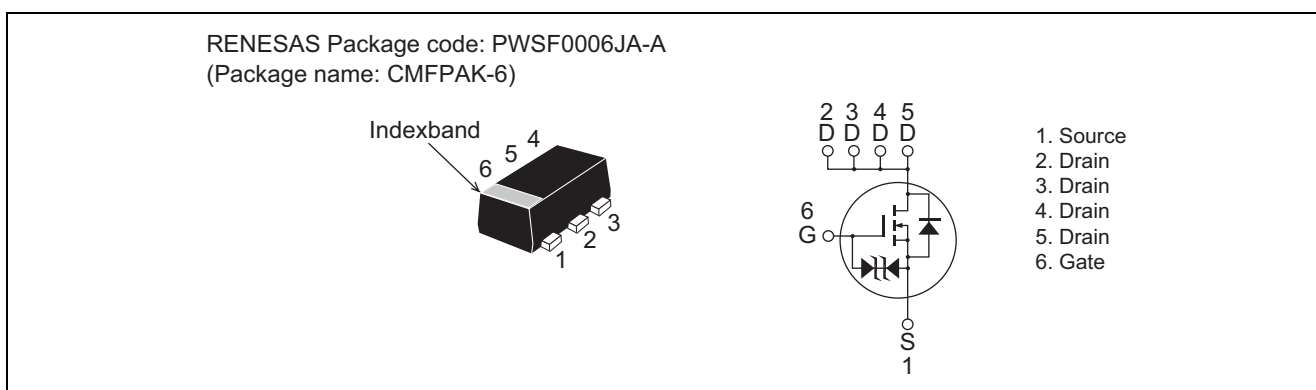 RENESAS Package code: PWSF0006JA-A
(Package name: CMFPAK-6)
Indexband
4
5
6
3
2
1
2 3 4 5
D D D D
6
G
S
1
1. Source
2. Drain
3. Drain
4. Drain
5. Drain
6. Gate